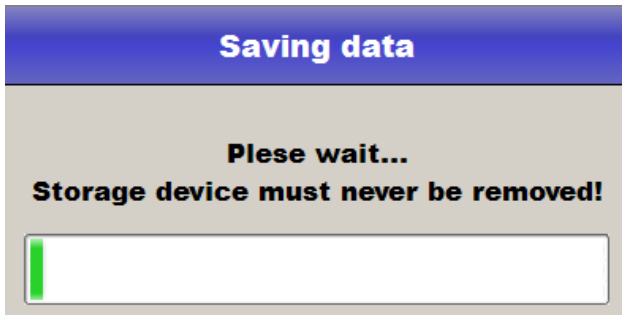 Saving data
Plese wait...
Storage device must never be removed!